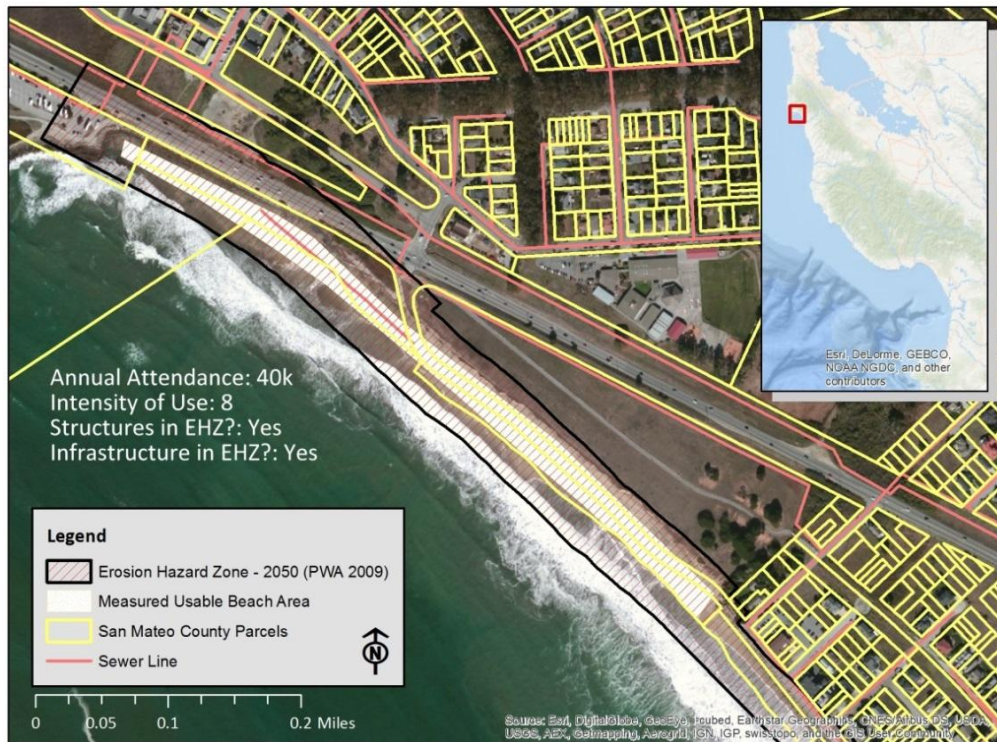 Esri, DeLorme, GEBCO,
NOAA NGDC, and other
contributors
Annual Attendance: 40k
Intensity of Use: 8
Structures in EHZ?: Yes
Infrastructure in EHZ?: Yes
Legend
Erosion Hazard Zone - 2050 (PWA 2009)
Measured Usable Beach Area
San Mateo County Parcels
Sewer Line
N
0 0.05 0.1 0.2 Miles
Source: Esri, DigitalGlobe, GeoEye, i-cubed, Earthstar Geographics, CNES/Airbus DS, USDA,
USGS, AEX, Getmapping, Aerogrid, IGN, IGP, swisstopo, and the GIS User Community